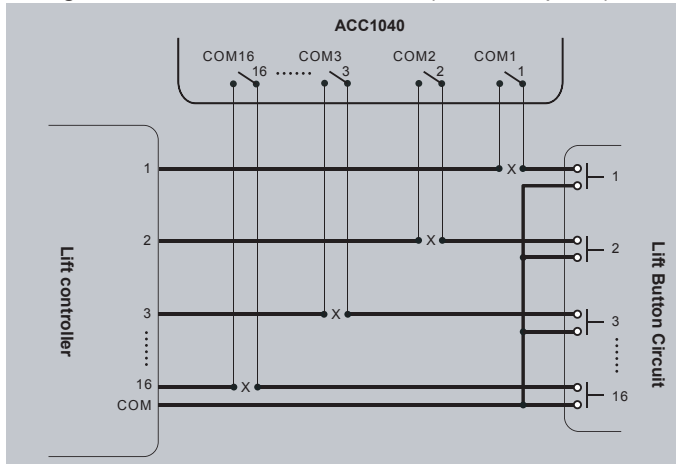 ACC1040
COM16 COM3 COM2 COM1
16 ...... 3 2 1
1 X 1
2 X 2
3 X 3
......
......
16 X 16
COM
Lift controller
Lift Button Circuit